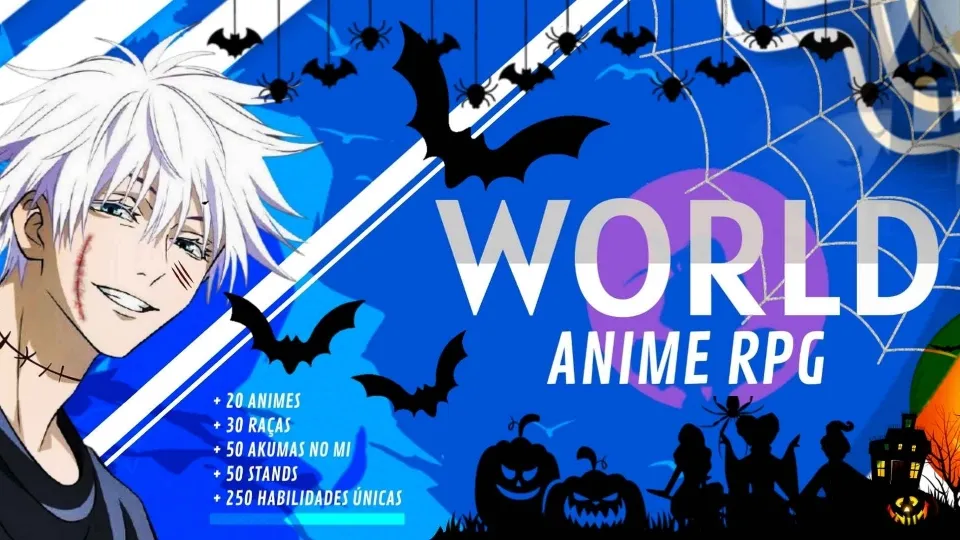 WORLD
ANIME RPG
+ 20 ANIMES
+ 30 RAÇAS
+ 50 AKUMAS NO MI
+ 50 STANDS
+ 250 HABILIDADES ÚNICAS